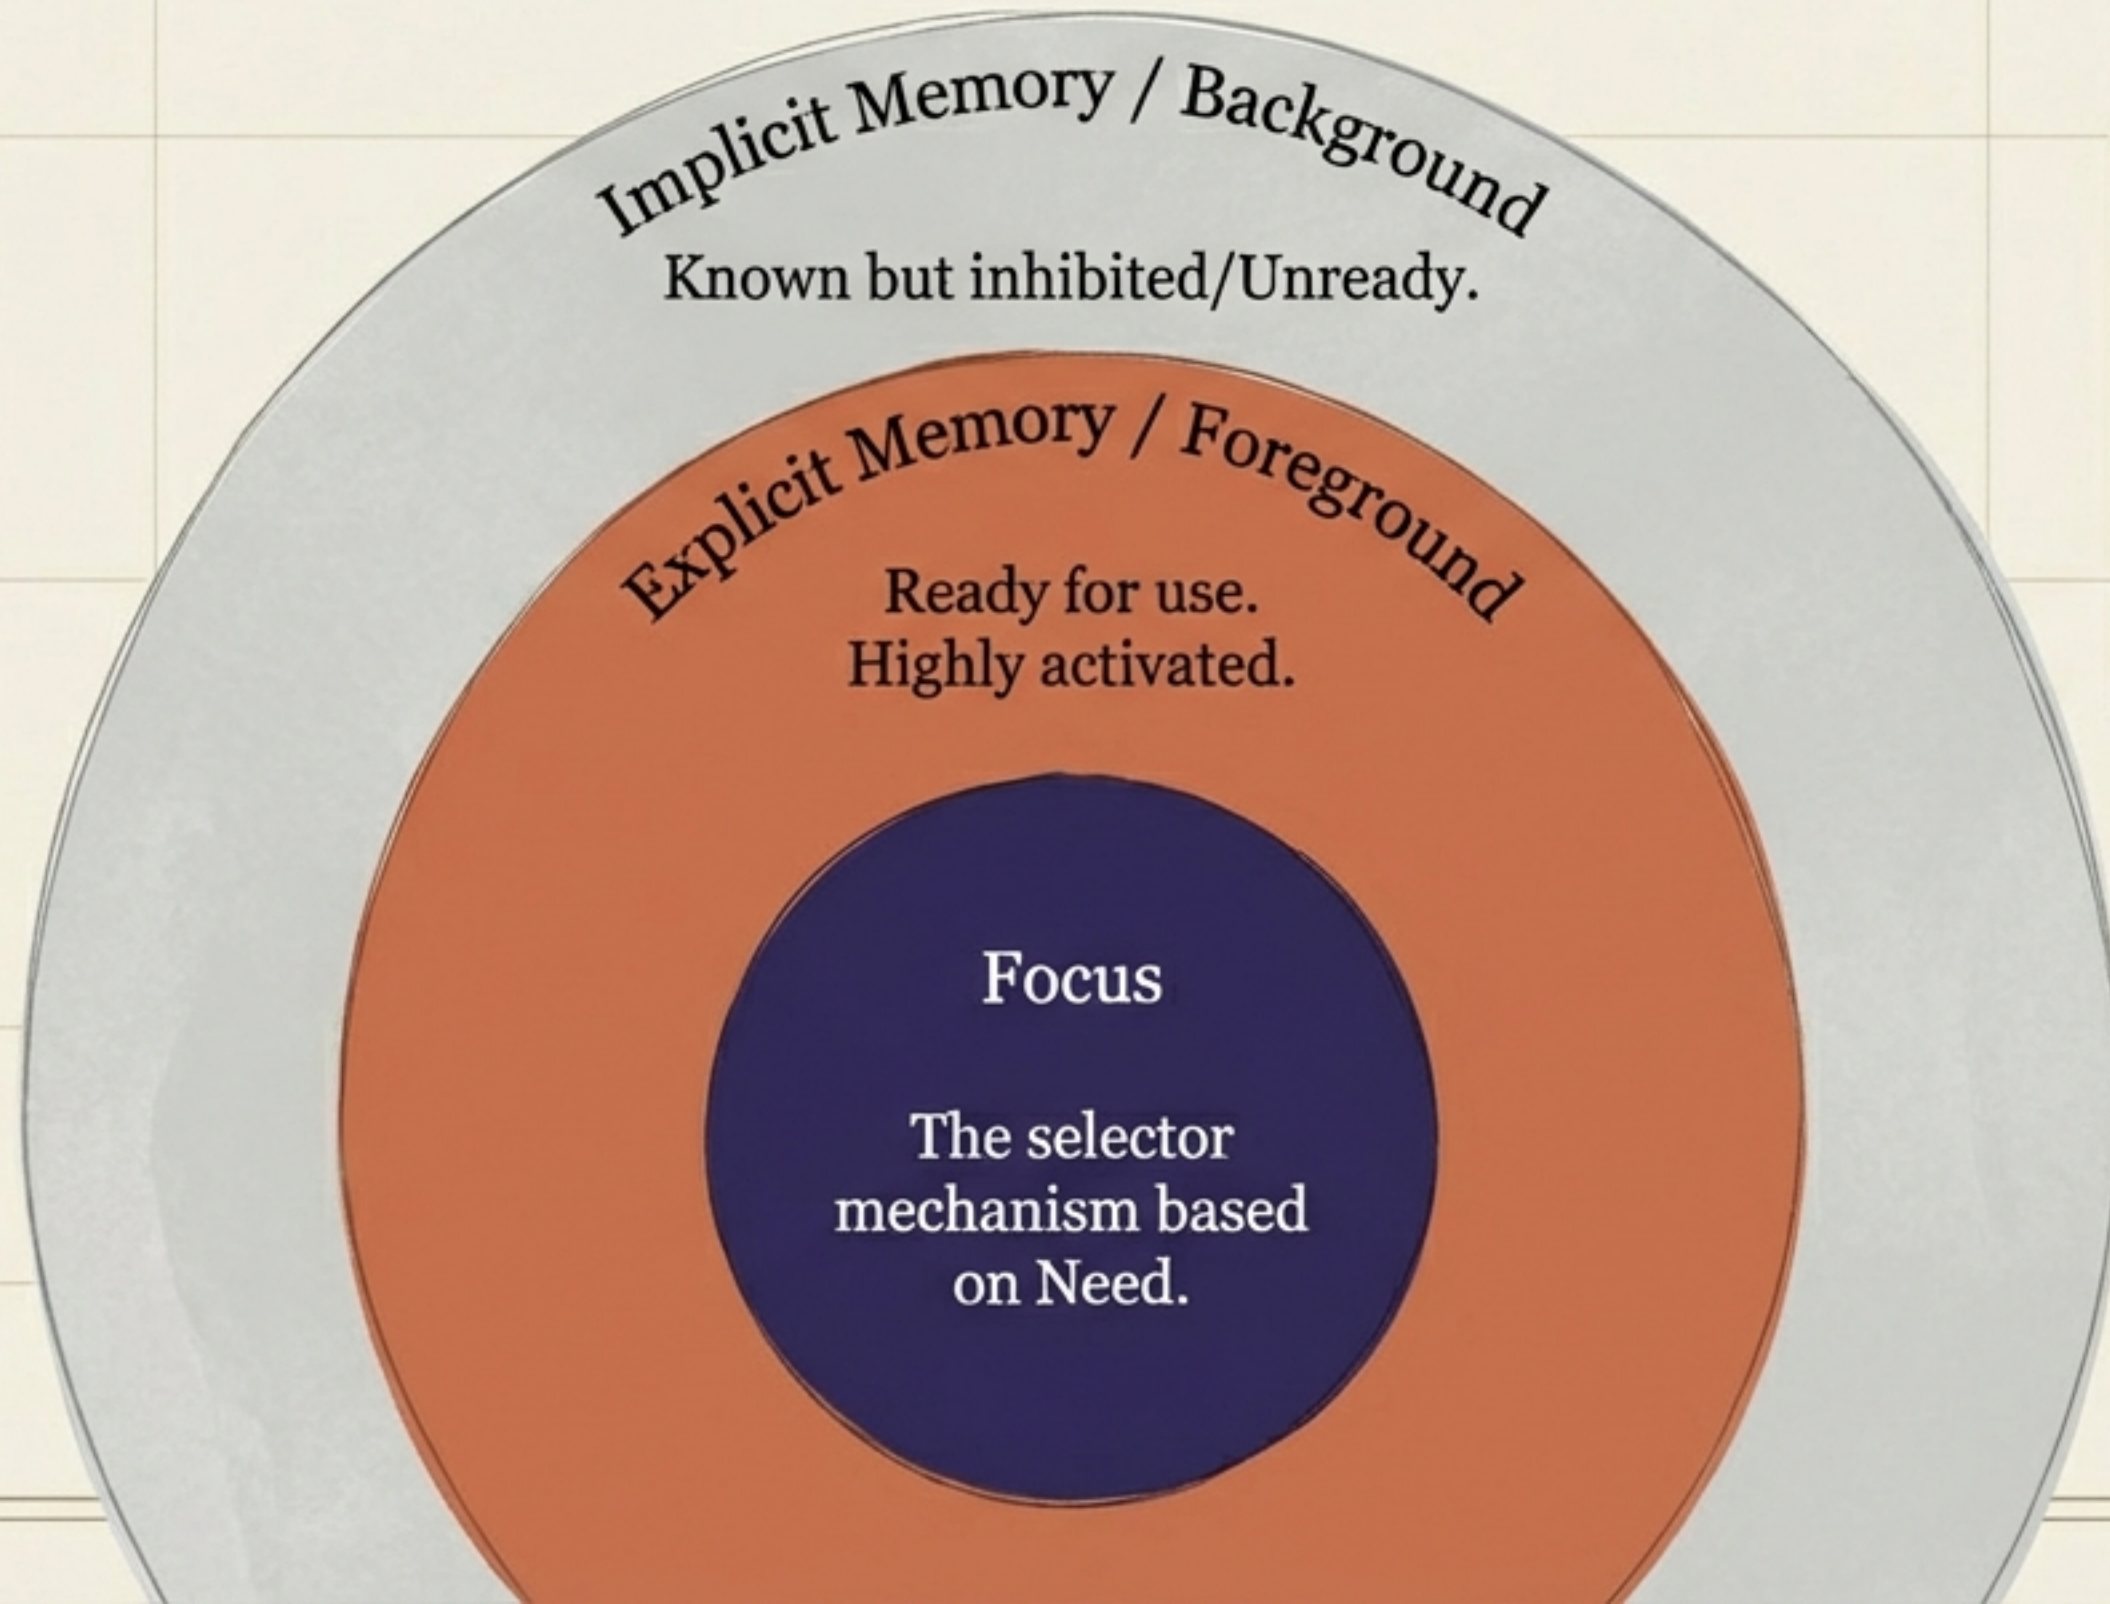 Implicit Memory / Background
Known but inhibited/Unready.
Explicit Memory / Foreground
Ready for use.
Highly activated.
Focus
The selector
mechanism based
on Need.